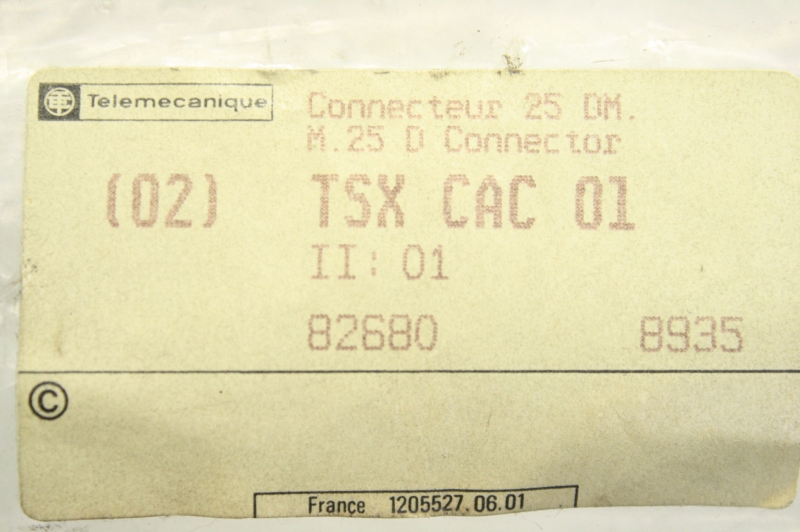 Telemecanique
Connecteur 25 DM.
M.25 D Connector
(02) TSX CAC 01
II: 01
82680 8935
©
France 1205527.06.01